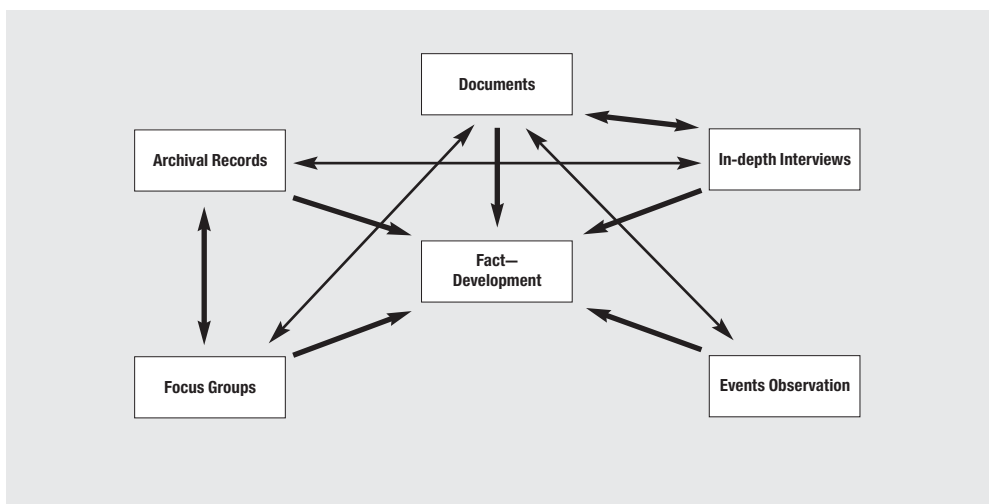 Documents
Archival Records
In-depth Interviews
Fact—
Development
Focus Groups
Events Observation